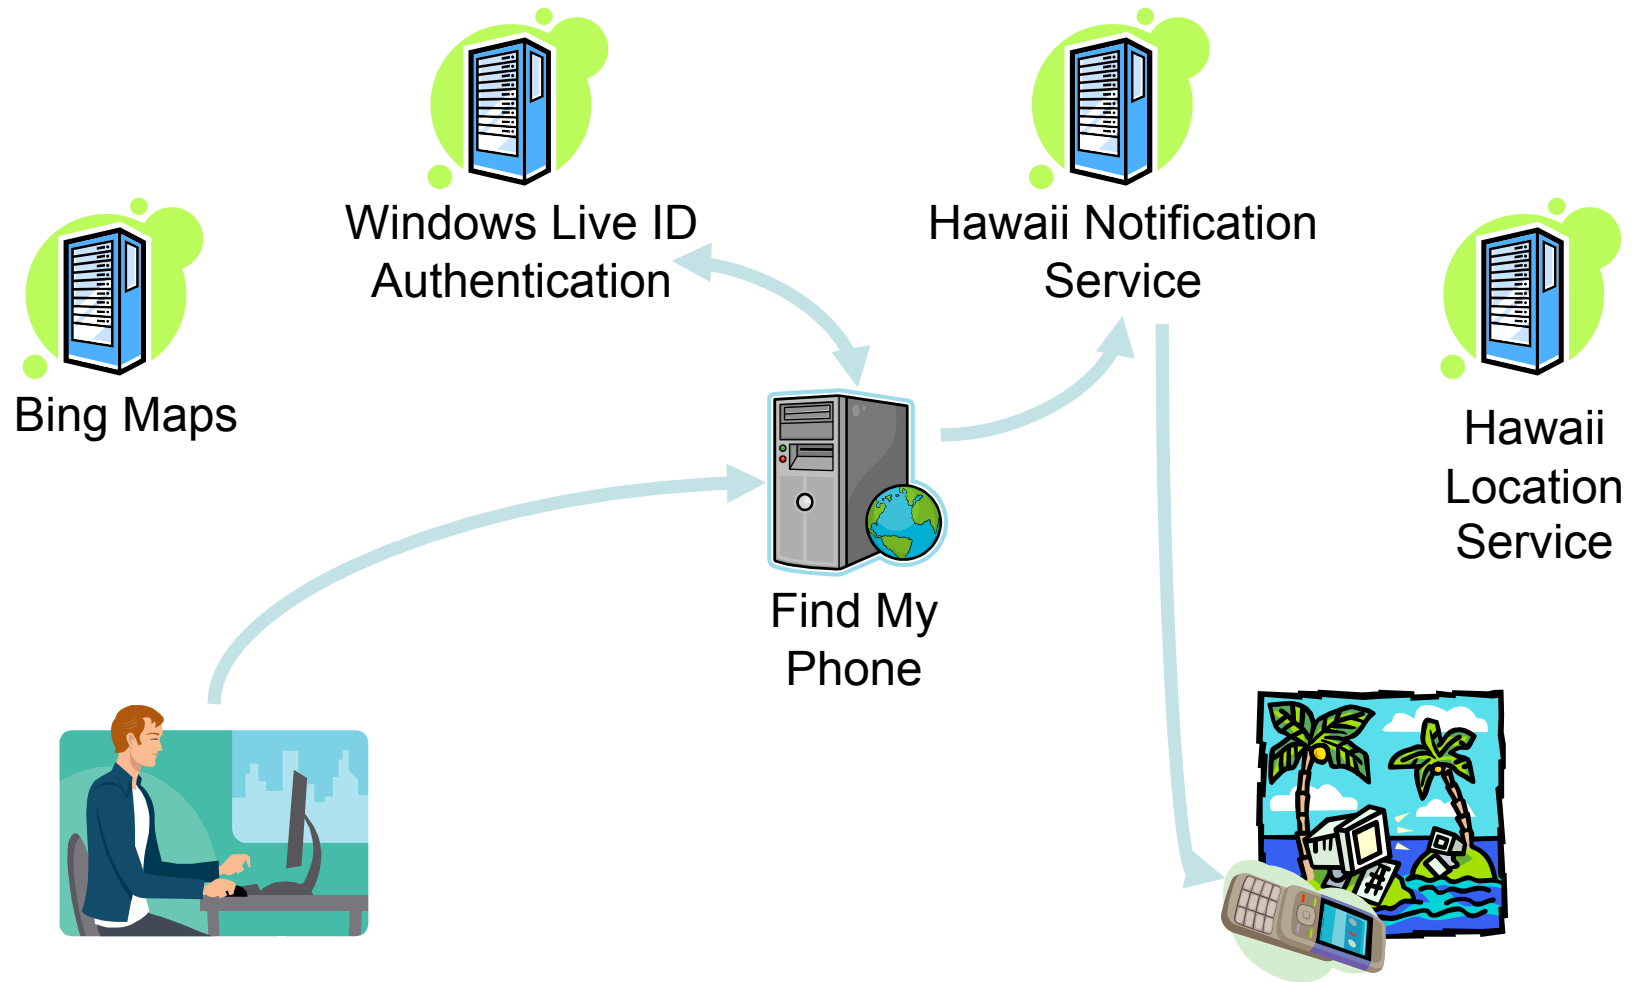 Windows Live ID
Authentication
Hawaii Notification
Service
Bing Maps
Hawaii
Location
Service
Find My
Phone